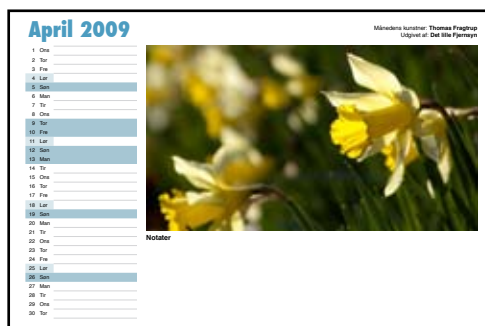 April 2009
Månedens kunstner: Thomas Fragtrup
Udgivet af: Det lille Fjernsyn
1 Ons
2 Tor
3 Fre
4 Lør
5 Søn
6 Man
7 Tir
8 Ons
9 Tor
10 Fre
11 Lør
12 Søn
13 Man
14 Tir
15 Ons
16 Tor
17 Fre
18 Lør
19 Søn
20 Man
21 Tir
22 Ons
23 Tor
24 Fre
25 Lør
26 Søn
27 Man
28 Tir
29 Ons
30 Tor
Notater